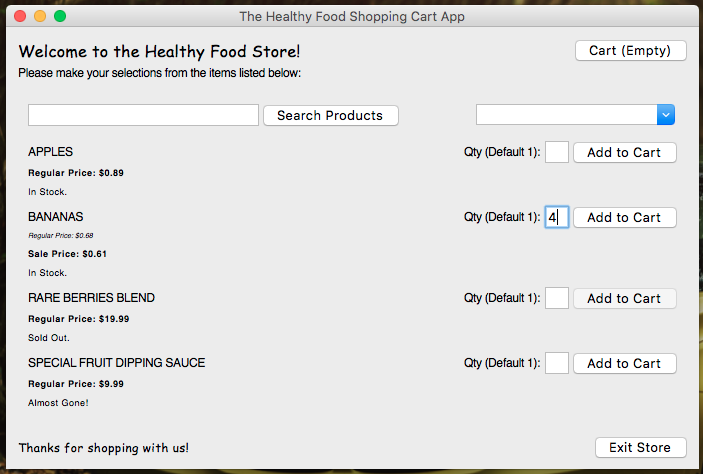 The Healthy Food Shopping Cart App
Welcome to the Healthy Food Store!
Cart (Empty)
Please make your selections from the items listed below:
Search Products
APPLES
Qty (Default 1):
Add to Cart
Regular Price: $0.89
In Stock.
BANANAS
Qty (Default 1): 4
Add to Cart
Regular Price: $0.68
Sale Price: $0.61
In Stock.
RARE BERRIES BLEND
Qty (Default 1):
Add to Cart
Regular Price: $19.99
Sold Out.
SPECIAL FRUIT DIPPING SAUCE
Qty (Default 1):
Add to Cart
Regular Price: $9.99
Almost Gone!
Thanks for shopping with us!
Exit Store